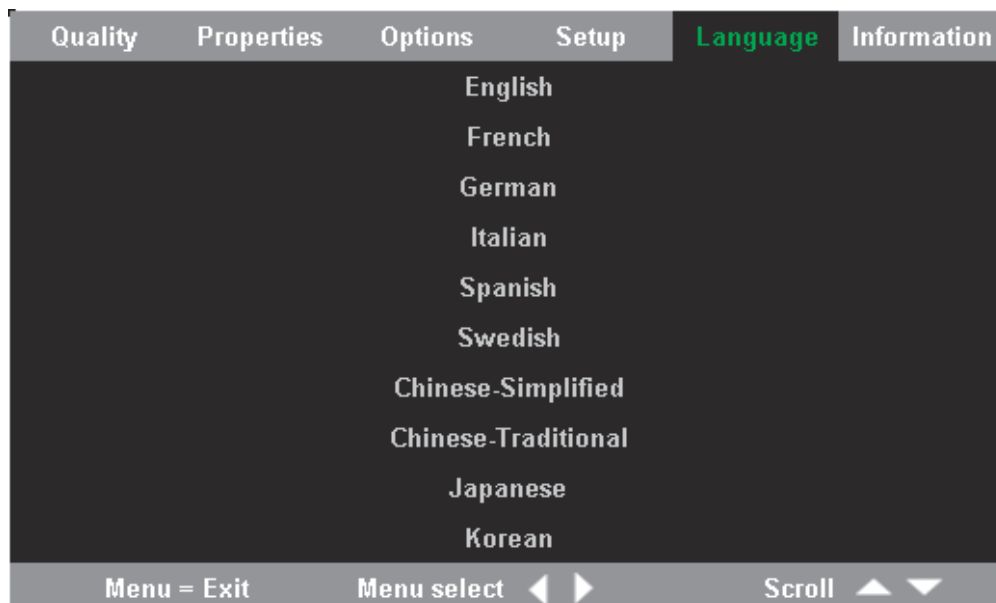 Quality Properties Options Setup Language Information
English
French
German
Italian
Spanish
Swedish
Chinese-Simplified
Chinese-Traditional
Japanese
Korean
Menu = Exit Menu select Scroll